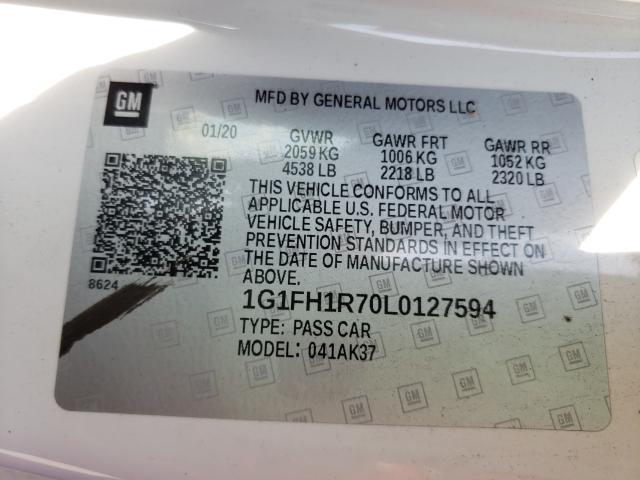 GM
MFD BY GENERAL MOTORS LLC
01/20 GVWR GAWR FRT GAWR RR
2059 KG 1006 KG 1052 KG
4538 LB 2218 LB 2320 LB
THIS VEHICLE CONFORMS TO ALL
APPLICABLE U.S. FEDERAL MOTOR
VEHICLE SAFETY, BUMPER, AND THEFT
PREVENTION STANDARDS IN EFFECT ON
THE DATE OF MANUFACTURE SHOWN
ABOVE.
8624
1G1FH1R70L0127594
TYPE: PASS CAR
MODEL: 041AK37